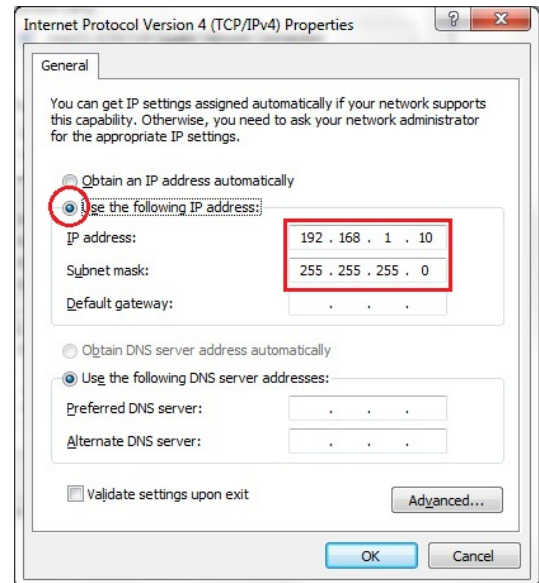 Internet Protocol Version 4 (TCP/IPv4) Properties
General
You can get IP settings assigned automatically if your network supports
this capability. Otherwise, you need to ask your network administrator
for the appropriate IP settings.
Obtain an IP address automatically
Use the following IP address:
IP address: 192 . 168 . 1 . 10
Subnet mask: 255 . 255 . 255 . 0
Default gateway: . . .
Obtain DNS server address automatically
Use the following DNS server addresses:
Preferred DNS server: . . .
Alternate DNS server: . . .
Validate settings upon exit
Advanced...
OK Cancel